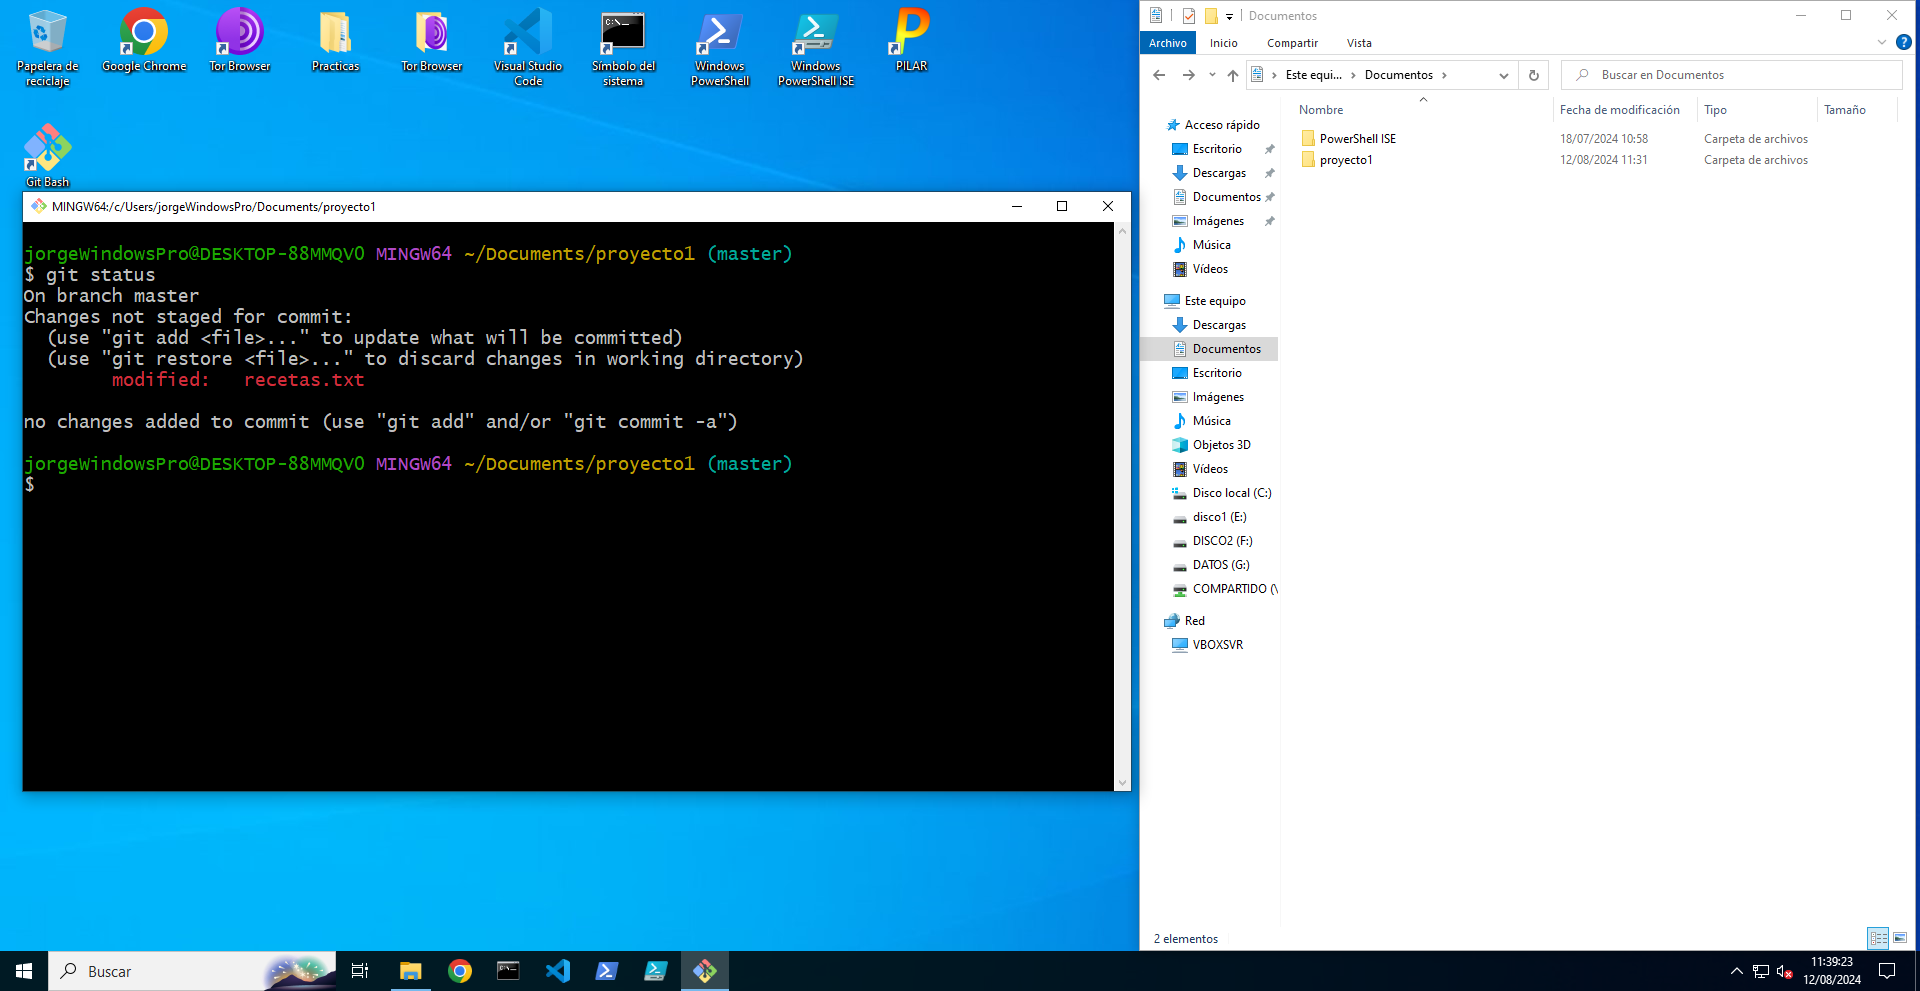 Papelera de reciclaje
Google Chrome
Tor Browser
Practicas
Tor Browser
Visual Studio Code
Símbolo del sistema
Windows PowerShell
Windows PowerShell ISE
PILAR
Git Bash
MINGW64:/c/Users/jorgeWindowsPro/Documents/proyecto1
jorgeWindowsPro@DESKTOP-88MMQV0 MINGW64 ~/Documents/proyecto1 (master)
$ git status
On branch master
Changes not staged for commit:
(use "git add <file>..." to update what will be committed)
(use "git restore <file>..." to discard changes in working directory)
modified: recetas.txt
no changes added to commit (use "git add" and/or "git commit -a")
jorgeWindowsPro@DESKTOP-88MMQV0 MINGW64 ~/Documents/proyecto1 (master)
$
Documentos
Archivo Inicio Compartir Vista
Este equi... Documentos
Buscar en Documentos
Nombre Fecha de modificación Tipo Tamaño
PowerShell ISE 18/07/2024 10:58 Carpeta de archivos
proyecto1 12/08/2024 11:31 Carpeta de archivos
Acceso rápido
Escritorio
Descargas
Documentos
Imágenes
Música
Vídeos
Este equipo
Descargas
Documentos
Escritorio
Imágenes
Música
Objetos 3D
Vídeos
Disco local (C:)
disco1 (E:)
DISCO2 (F:)
DATOS (G:)
COMPARTIDO (\
Red
VBOXSVR
2 elementos
Buscar
11:39:23
12/08/2024